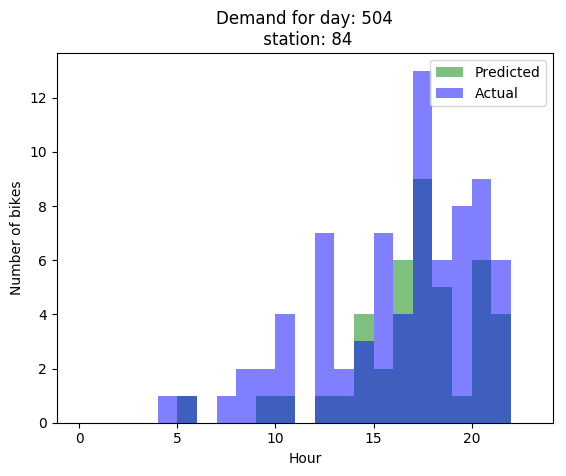 Demand for day: 504
station: 84
Predicted
Actual
Number of bikes
12
10
8
6
4
2
0
0 5 10 15 20
Hour